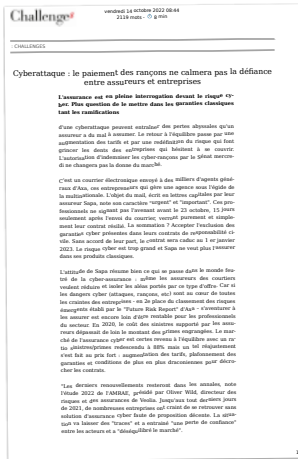 Challenge$
vendredi 14 octobre 2022 08:44
2119 mots - 8 min
: CHALLENGES
Cyberattaque : le paiement des rançons ne calmera pas la défiance
entre assureurs et entreprises
L'assurance est en pleine interrogation devant le risque cy-
ber. Plus question de le mettre dans les garanties classiques
tant les ramifications
d'une cyberattaque peuvent entraîner des pertes abyssales qu'un
assureur a du mal à assumer. Le retour à l'équilibre passe par une
augmentation des tarifs et par une redéfinition du risque qui font
grincer les dents des entreprises qui hésitent à se couvrir.
L'autorisation d'indemniser les cyber-rançons par le gérant mercre-
di ne changera pas la donne du marché.
C'est un courrier électronique envoyé à des milliers d'agents géné-
raux d'Axa, ces entrepreneurs qui gère une agence sous l'égide de
la multinationale. L'objet du mail, écrit en lettres capitales par leur
assureur Sapa, note son caractère "urgent" et "important". Ces pro-
fessionnels ne signent pas l'avenant avant le 23 octobre, 15 jours
seulement après l'envoi du courrier, verront purement et simple-
ment leur contrat résilié. La sommation ? Accepter l'exclusion des
garanties cyber présentes dans leurs contrats de responsabilité ci-
vile. Sans accord de leur part, le contrat sera caduc au 1 er janvier
2023. Le risque cyber est trop grand et Sapa ne veut plus l'assurer
dans ses produits classiques.
L'attitude de Sapa résume bien ce qui se passe dans le monde feu-
tré de la cyber-assurance : même les assureurs des courtiers
veulent réduire et isoler les aléas portés par ce type d'offre. Car si
les dangers cyber (attaques, rançons, etc) sont au cœur de toutes
les craintes des entreprises - en 2e place du classement des risques
émergents établi par le "Future Risk Report" d'Axa - s'aventurer à
les assurer est encore loin d'être rentable pour les professionnels
du secteur. En 2020, le coût des sinistres supporté par les assu-
reurs dépassait de loin le montant des primes engrangées. Le mar-
ché de l'assurance cyber est certes revenu à l'équilibre avec un ra-
tio sinistres/primes redescendu à 88% mais un tel réajustement
s'est fait au prix fort : augmentation des tarifs, plafonnement des
garanties et conditions de plus en plus draconiennes pour décro-
cher les contrats.
"Les derniers renouvellements resteront dans les annales, note
l'étude 2022 de l'AMRAE, présidé par Oliver Wild, directeur des
risques et des assurances de Veolia. Jusqu'aux tout derniers jours
de 2021, de nombreuses entreprises ont craint de se retrouver sans
solution d'assurance cyber faute de proposition décente. La situa-
tion va laisser des "traces" et a entrainé "une perte de confiance"
entre les acteurs et à "déséquilibré le marché".
1